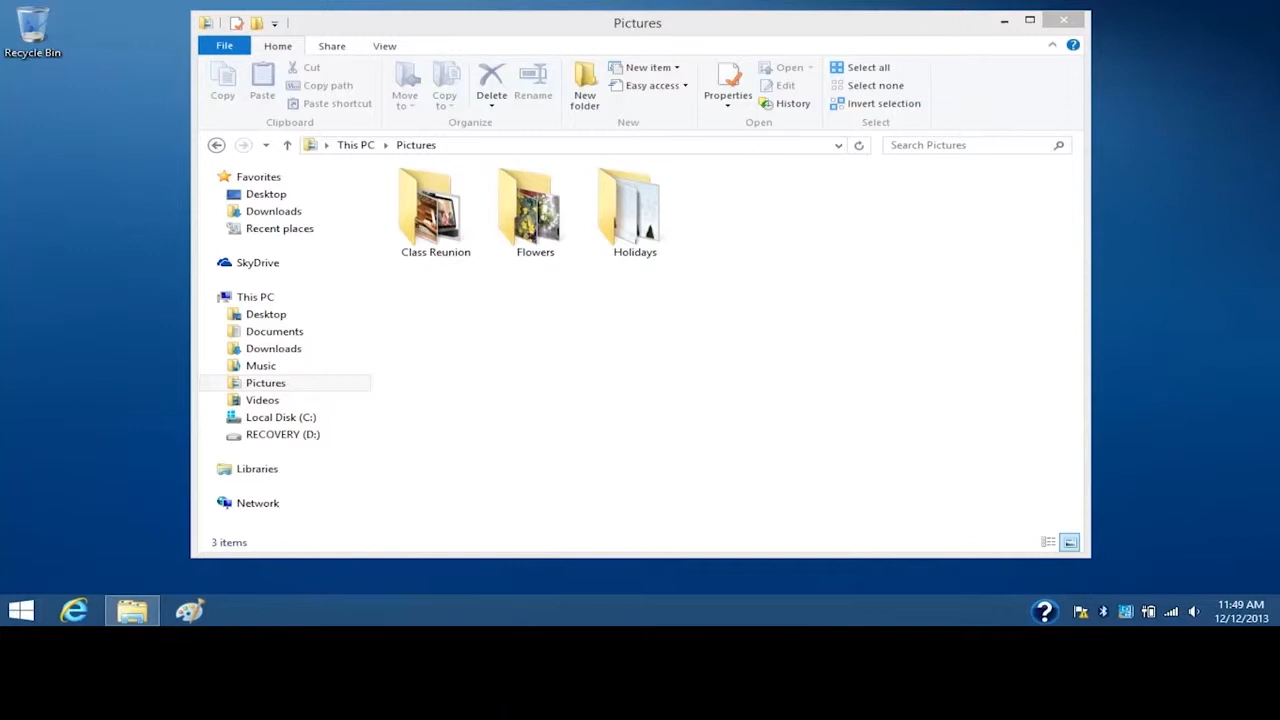 Recycle Bin
Pictures
File Home Share View
Copy
Paste
Cut
Copy path
Paste shortcut
Clipboard
Move to
Copy to
Delete
Rename
Organize
New folder
New item
Easy access
New
Properties
Open
Edit
History
Open
Select all
Select none
Invert selection
Select
This PC Pictures
Search Pictures
Favorites
Desktop
Downloads
Recent places
SkyDrive
This PC
Desktop
Documents
Downloads
Music
Pictures
Videos
Local Disk (C:)
RECOVERY (D:)
Libraries
Network
Class Reunion
Flowers
Holidays
3 items
11:49 AM
12/12/2013